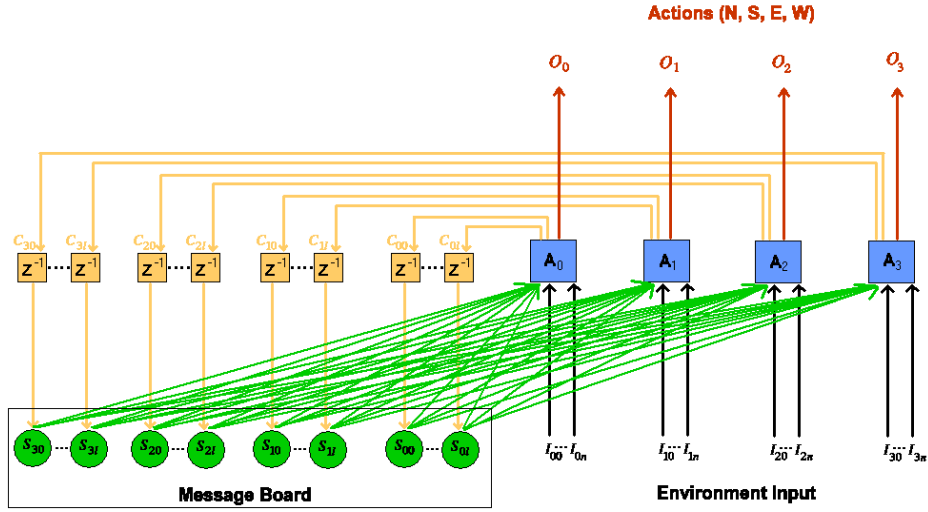 Actions (N, S, E, W)
O₀ O₁ O₂ O₃
C₃₀ C₃ₗ C₂₀ C₂ₗ C₁₀ C₁ₗ C₀₀ C₀ₗ
Z⁻¹ ···· Z⁻¹ Z⁻¹ ···· Z⁻¹ Z⁻¹ ···· Z⁻¹ Z⁻¹ ···· Z⁻¹ A₀ A₁ A₂ A₃
S₃₀ ···· S₃ₗ S₂₀ ···· S₂ₗ S₁₀ ···· S₁ₗ S₀₀ ···· S₀ₗ I₀₀ ···· I₀ₙ I₁₀ ···· I₁ₙ I₂₀ ···· I₂ₙ I₃₀ ···· I₃ₙ
Message Board Environment Input